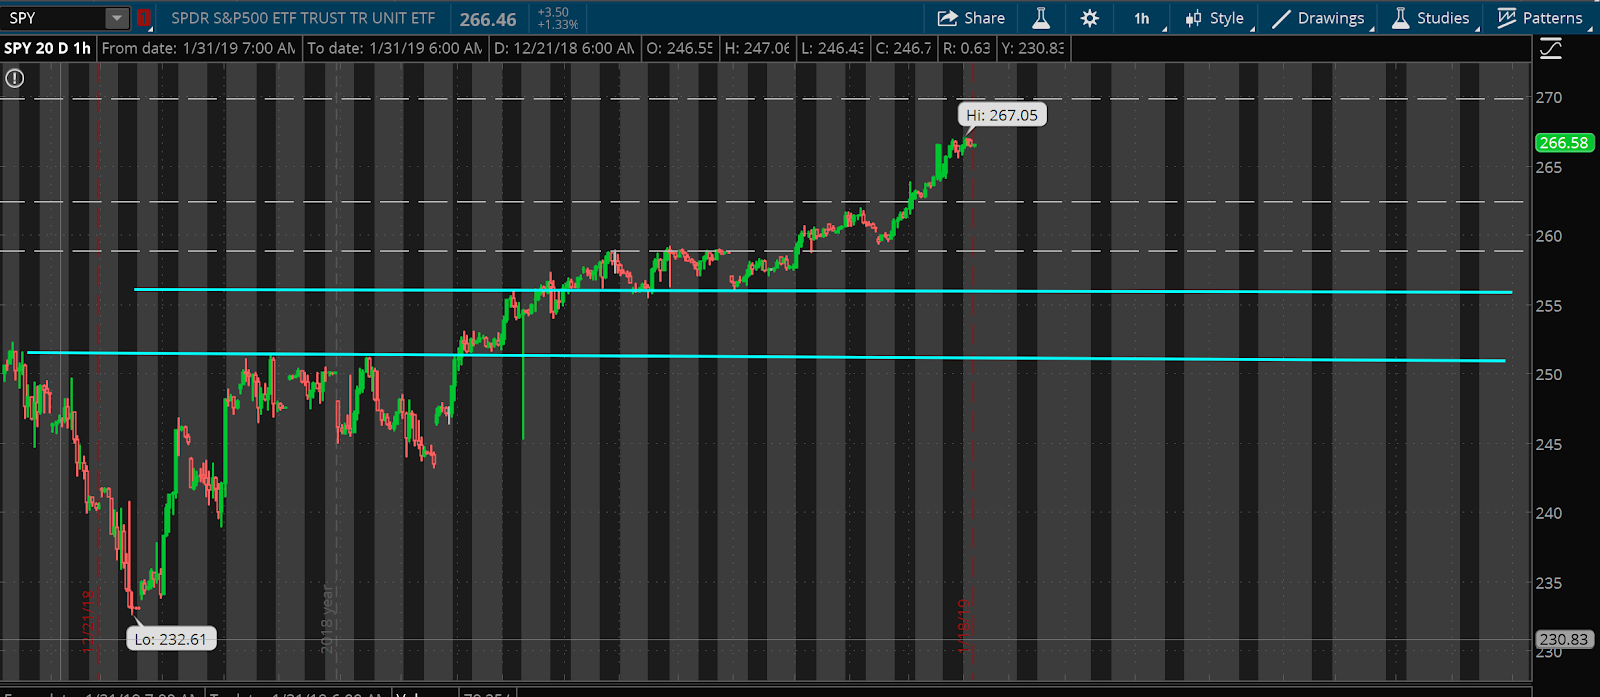 SPY 1 SPDR S&P500 ETF TRUST TR UNIT ETF 266.46 +3.50 +1.33% Share 1h Style Drawings Studies Patterns
SPY 20 D 1h From date: 1/31/19 7:00 AM To date: 1/31/19 6:00 AM D: 12/21/18 6:00 AM O: 246.55 H: 247.06 L: 246.43 C: 246.7 R: 0.63 Y: 230.83
270
Hi: 267.05
266.58
265
260
255
250
245
240
235
12/21/18
2018 year
1/18/19
Lo: 232.61
230.83
230